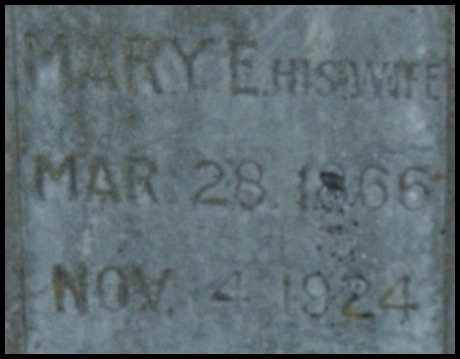 MARY E. HIS WIFE
MAR. 28. 1866
NOV. 4 1924